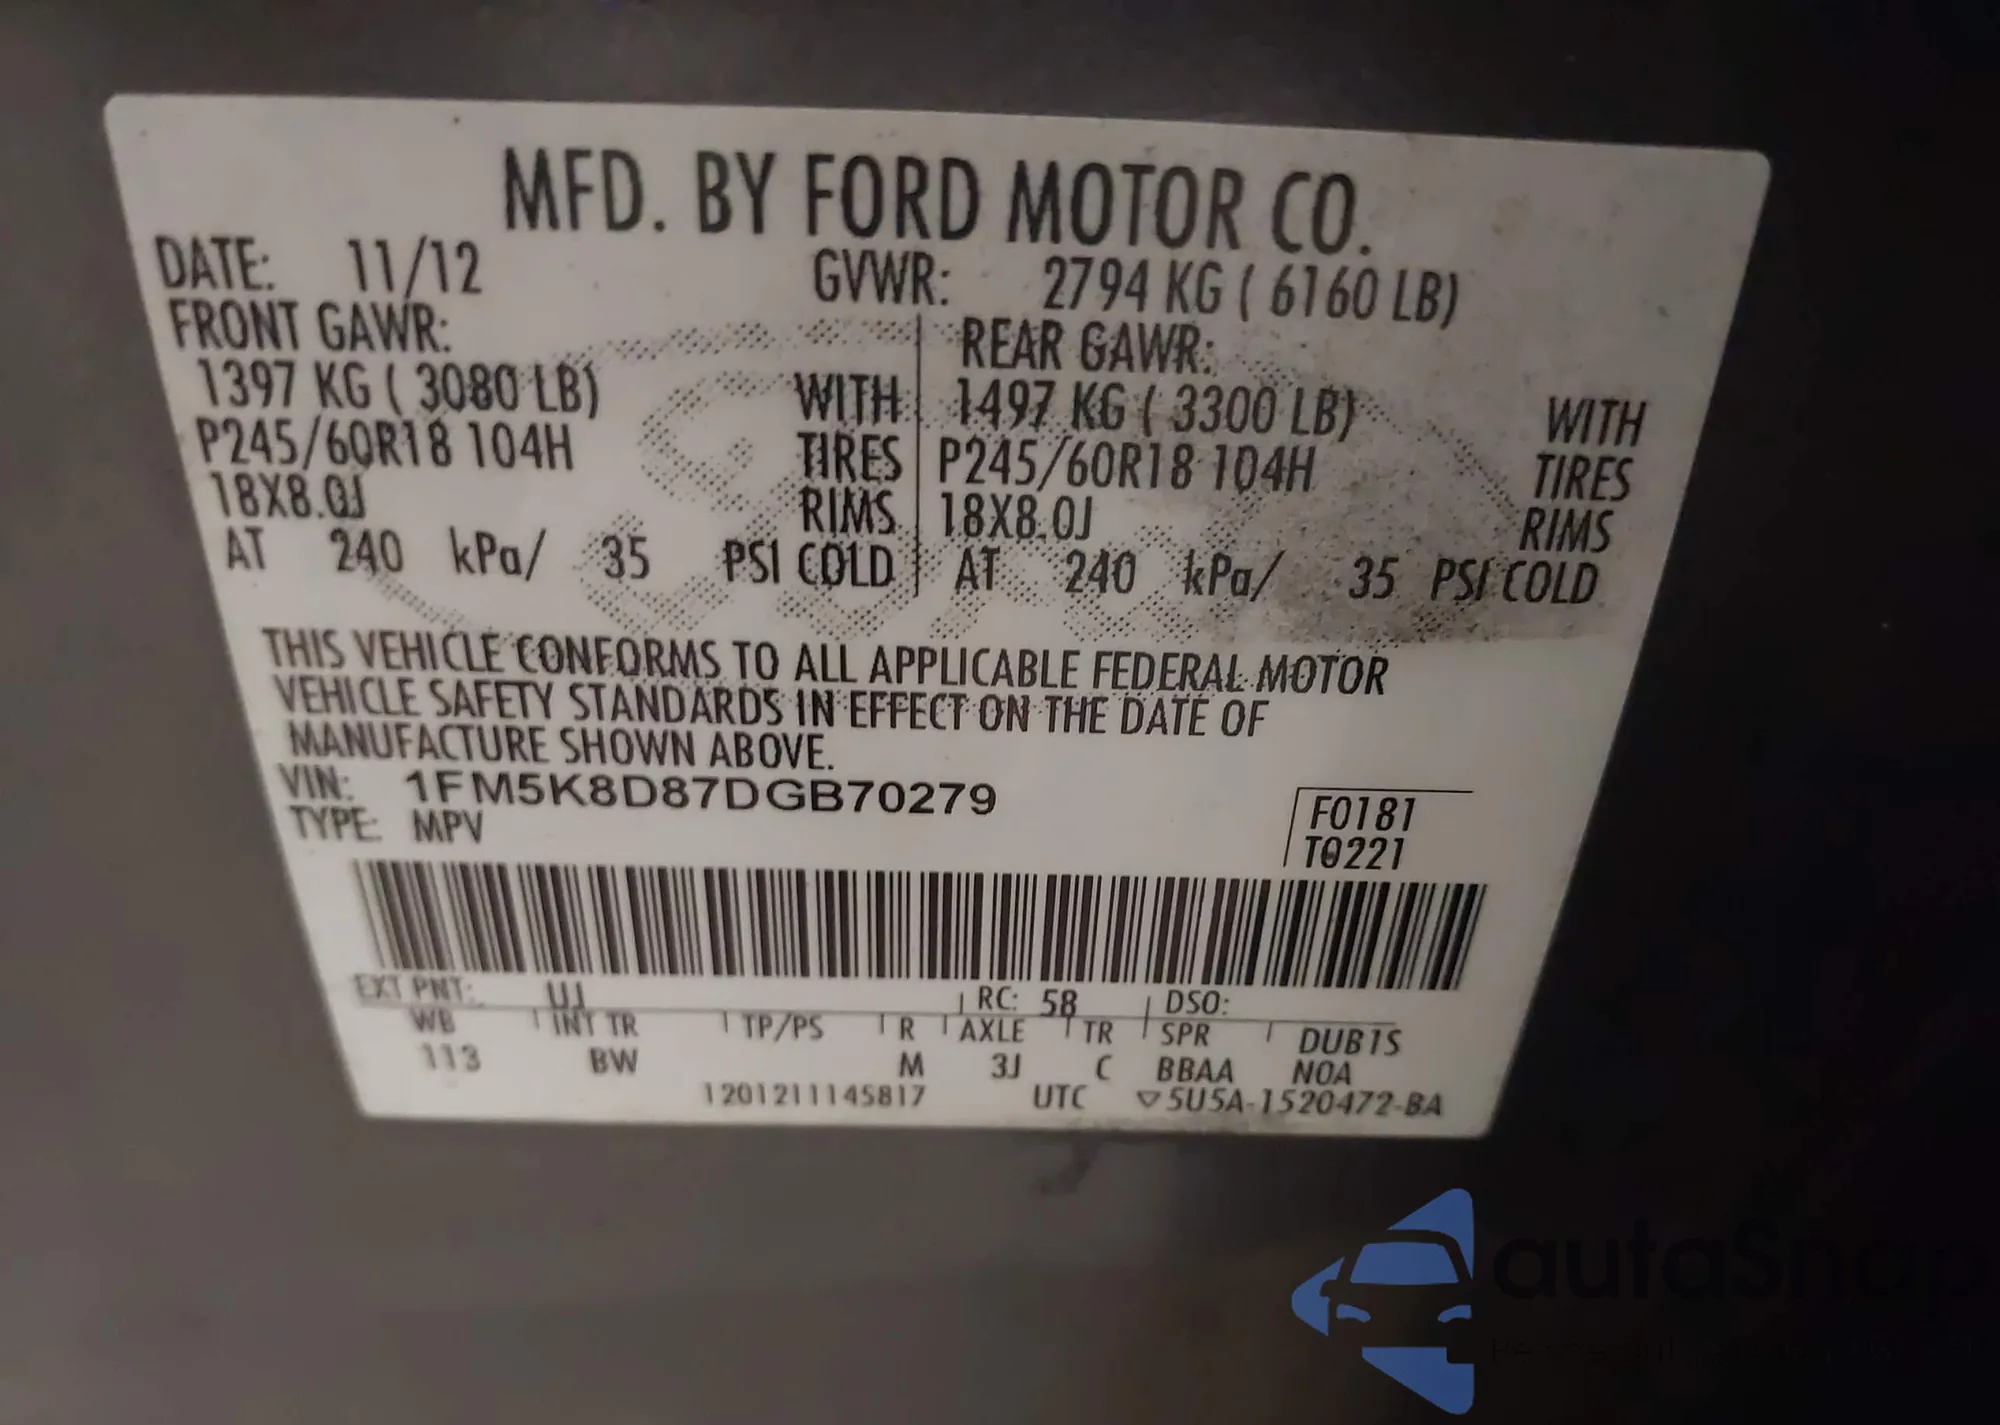 MFD. BY FORD MOTOR CO.
DATE: 11/12 GVWR: 2794 KG ( 6160 LB)
FRONT GAWR: REAR GAWR:
1397 KG ( 3080 LB) WITH 1497 KG ( 3300 LB) WITH
P245/60R18 104H TIRES P245/60R18 104H TIRES
18X8.0J RIMS 18X8.0J RIMS
AT 240 kPa/ 35 PSI COLD AT 240 kPa/ 35 PSI COLD
THIS VEHICLE CONFORMS TO ALL APPLICABLE FEDERAL MOTOR
VEHICLE SAFETY STANDARDS IN EFFECT ON THE DATE OF
MANUFACTURE SHOWN ABOVE.
VIN: 1FM5K8D87DGB70279
TYPE: MPV
F0181
T0221
EXT PNT: UJ RC: 58 DSO:
WB INT TR TP/PS R AXLE TR SPR DUB1S
113 BW M 3J C BBAA NOA
1201211145817 UTC ▽5U5A-1520472-BA
autoSnap